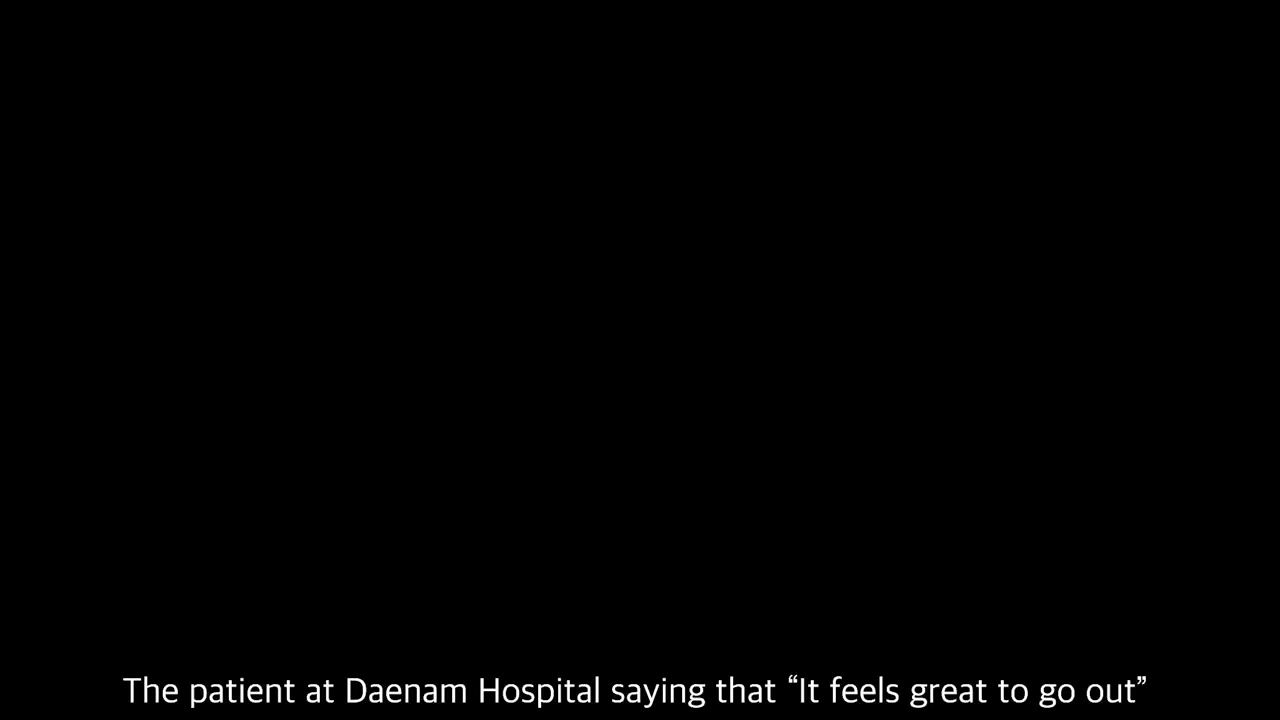 The patient at Daenam Hospital saying that “It feels great to go out”